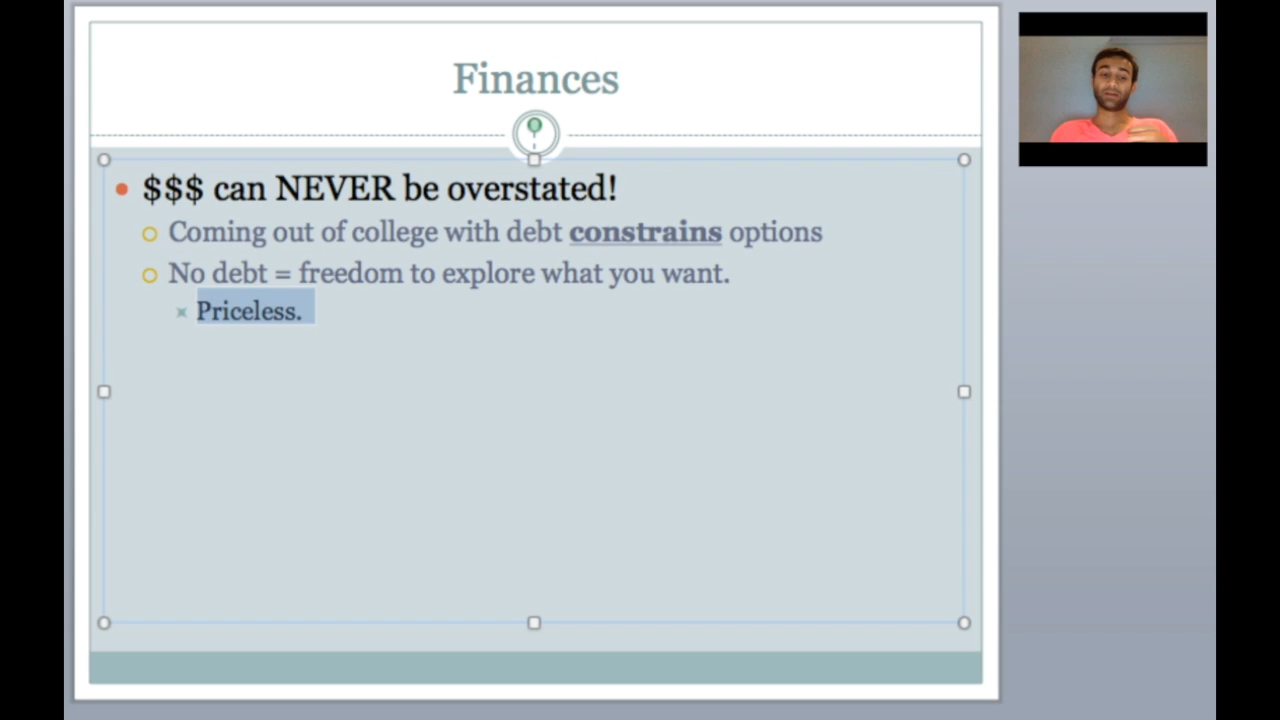 Finances
$$$ can NEVER be overstated!
Coming out of college with debt constrains options
No debt = freedom to explore what you want.
Priceless.